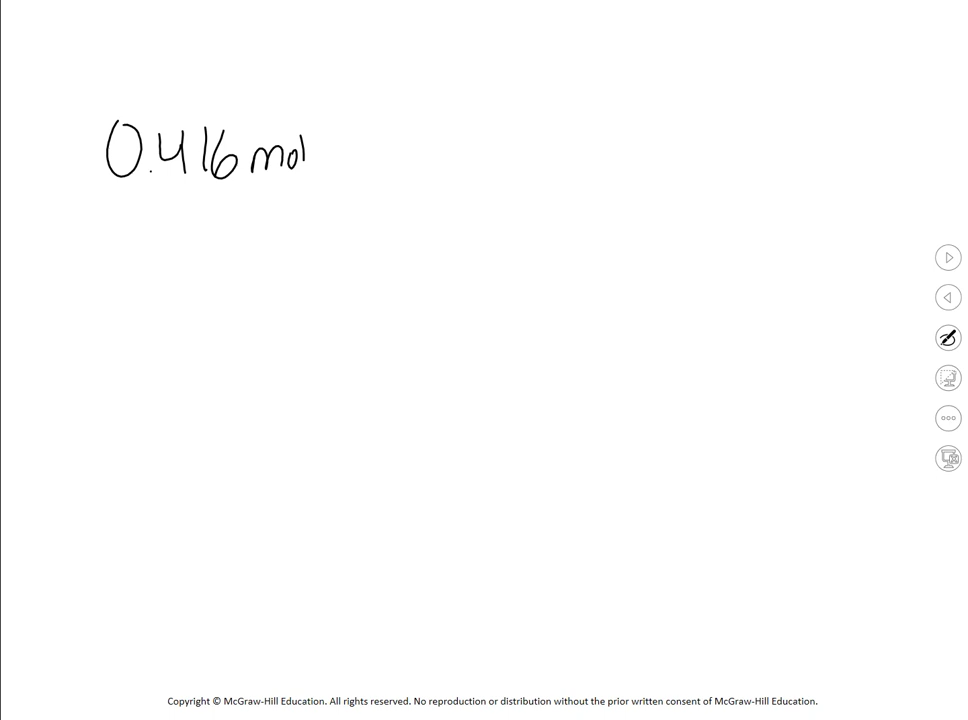 0.416 mol
Copyright © McGraw-Hill Education. All rights reserved. No reproduction or distribution without the prior written consent of McGraw-Hill Education.